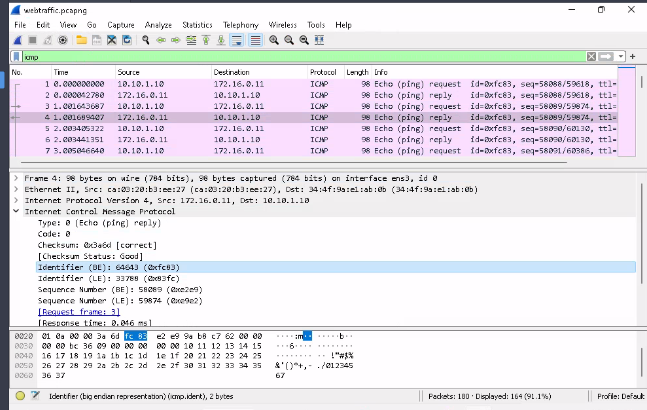 webtraffic.pcapng
File Edit View Go Capture Analyze Statistics Telephony Wireless Tools Help
icmp
No. Time Source Destination Protocol Length Info
1 0.000000000 10.10.1.10 172.16.0.11 ICMP 98 Echo (ping) request id=0xfc83, seq=58088/59618, ttl=
2 0.000042780 172.16.0.11 10.10.1.10 ICMP 98 Echo (ping) reply id=0xfc83, seq=58088/59618, ttl=
3 1.001643607 10.10.1.10 172.16.0.11 ICMP 98 Echo (ping) request id=0xfc83, seq=58089/59874, ttl=
4 1.001689407 172.16.0.11 10.10.1.10 ICMP 98 Echo (ping) reply id=0xfc83, seq=58089/59874, ttl=
5 2.003405322 10.10.1.10 172.16.0.11 ICMP 98 Echo (ping) request id=0xfc83, seq=58090/60130, ttl=
6 2.003441351 172.16.0.11 10.10.1.10 ICMP 98 Echo (ping) reply id=0xfc83, seq=58090/60130, ttl=
7 3.005046640 10.10.1.10 172.16.0.11 ICMP 98 Echo (ping) request id=0xfc83, seq=58091/60386, ttl=
Frame 4: 98 bytes on wire (784 bits), 98 bytes captured (784 bits) on interface ens3, id 0
Ethernet II, Src: ca:03:20:b3:ee:27 (ca:03:20:b3:ee:27), Dst: 34:4f:9a:e1:ab:0b (34:4f:9a:e1:ab:0b)
Internet Protocol Version 4, Src: 172.16.0.11, Dst: 10.10.1.10
Internet Control Message Protocol
Type: 0 (Echo (ping) reply)
Code: 0
Checksum: 0x3a6d [correct]
[Checksum Status: Good]
Identifier (BE): 64643 (0xfc83)
Identifier (LE): 33788 (0x83fc)
Sequence Number (BE): 58089 (0xe2e9)
Sequence Number (LE): 59874 (0xe9e2)
[Request frame: 3]
[Response time: 0.046 ms]
0020 01 0a 00 00 3a 6d fc 83 e2 e9 9a b8 c7 62 00 00 ····:m·· ·····b··
0030 00 00 bc 36 09 00 00 00 00 00 10 11 12 13 14 15 ···6···· ········
0040 16 17 18 19 1a 1b 1c 1d 1e 1f 20 21 22 23 24 25 ········ ·· !"#$%
0050 26 27 28 29 2a 2b 2c 2d 2e 2f 30 31 32 33 34 35 &'()*+,- ./012345
0060 36 37 67
Identifier (big endian representation) (icmp.ident), 2 bytes Packets: 180 · Displayed: 164 (91.1%) Profile: Default